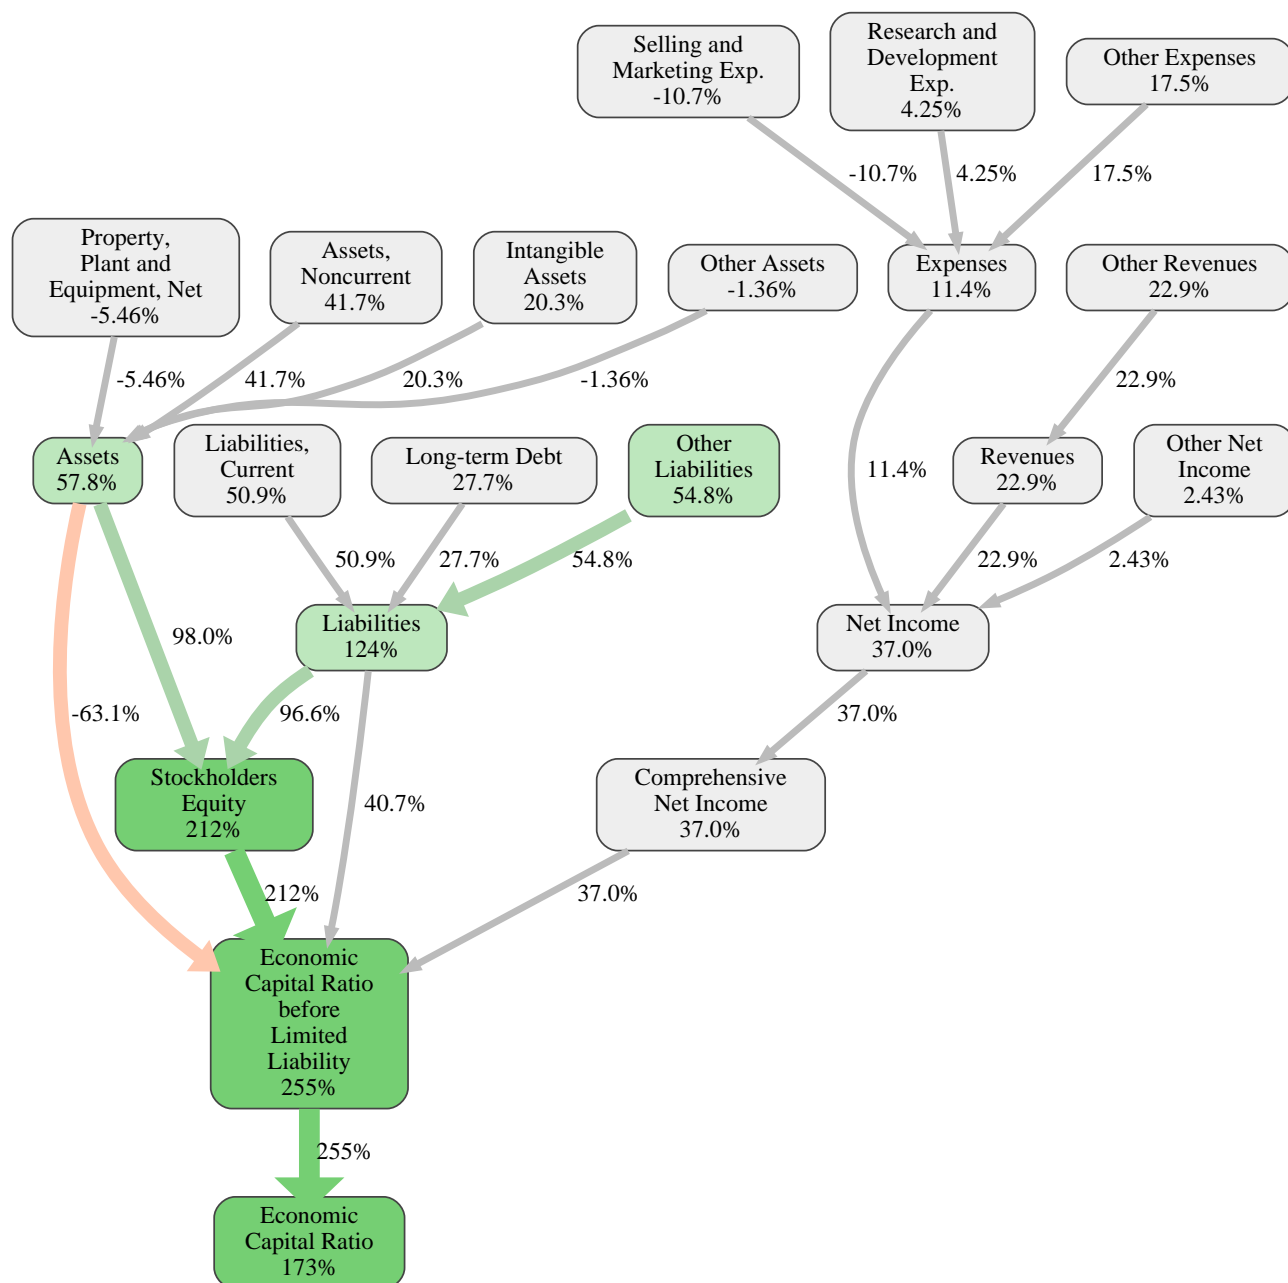 Selling and
Marketing Exp.
-10.7%
Research and
Development
Exp.
4.25%
Other Expenses
17.5%
-10.7%
4.25%
17.5%
Property,
Plant and
Equipment, Net
-5.46%
Assets,
Noncurrent
41.7%
Intangible
Assets
20.3%
Other Assets
-1.36%
Expenses
11.4%
Other Revenues
22.9%
-5.46%
41.7%
20.3%
-1.36%
22.9%
Assets
57.8%
Liabilities,
Current
50.9%
Long-term Debt
27.7%
Other
Liabilities
54.8%
11.4%
Revenues
22.9%
Other Net
Income
2.43%
50.9%
27.7%
54.8%
22.9%
2.43%
98.0%
Liabilities
124%
Net Income
37.0%
-63.1%
96.6%
37.0%
Stockholders
Equity
212%
40.7%
Comprehensive
Net Income
37.0%
212%
37.0%
Economic
Capital Ratio
before
Limited
Liability
255%
255%
Economic
Capital Ratio
173%